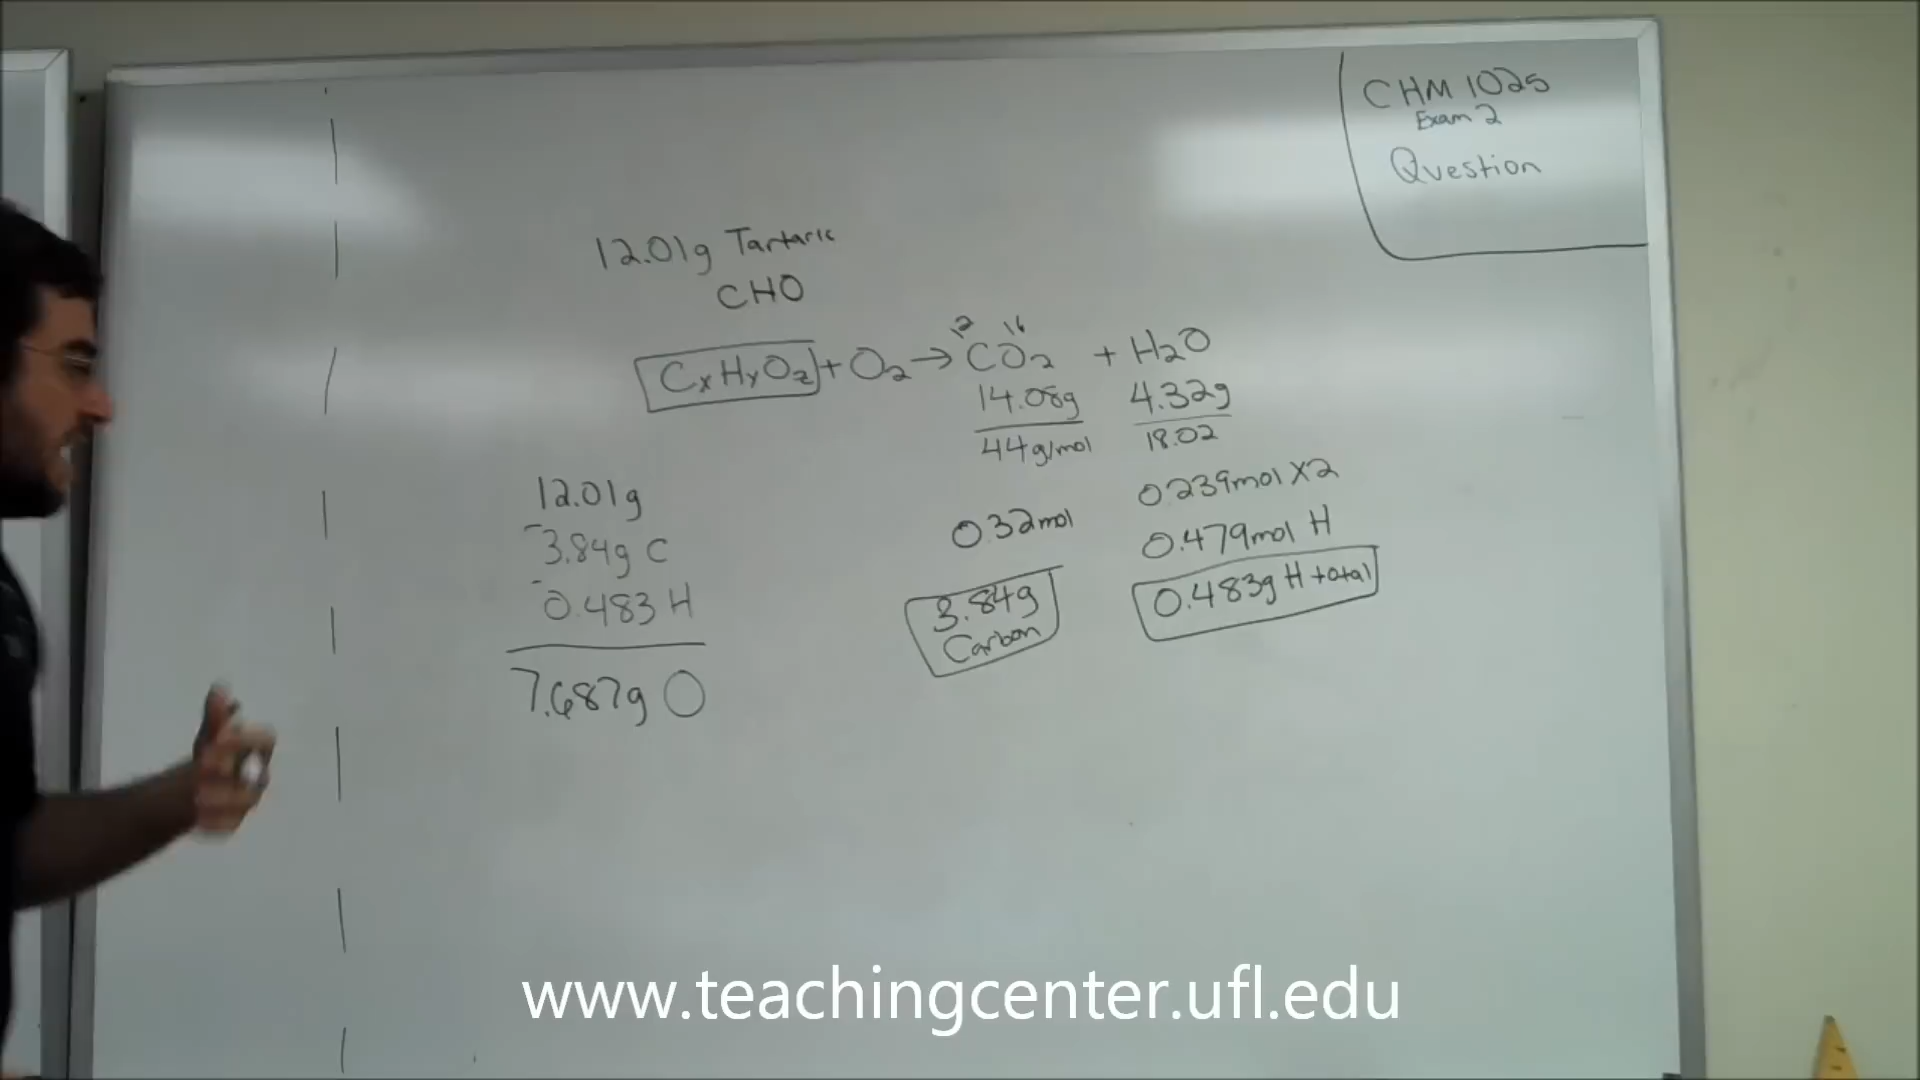 CHM 1025
Exam 2
Question
12.01g Tartaric
CHO
12 16
CxHyOz + O2 → CO2 + H2O
14.08g 4.32g
44g/mol 18.02
0.239mol X2
0.32mol
0.479mol H
3.84g
Carbon
0.483g H total
12.01g
- 3.84g C
- 0.483 H
7.687g O
www.teachingcenter.ufl.edu